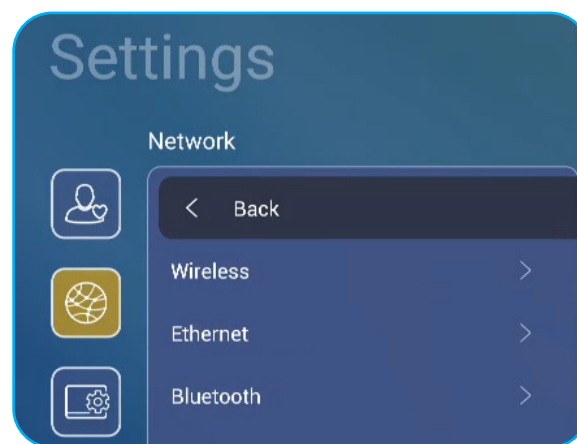 Settings
Network
Back
Wireless
Ethernet
Bluetooth